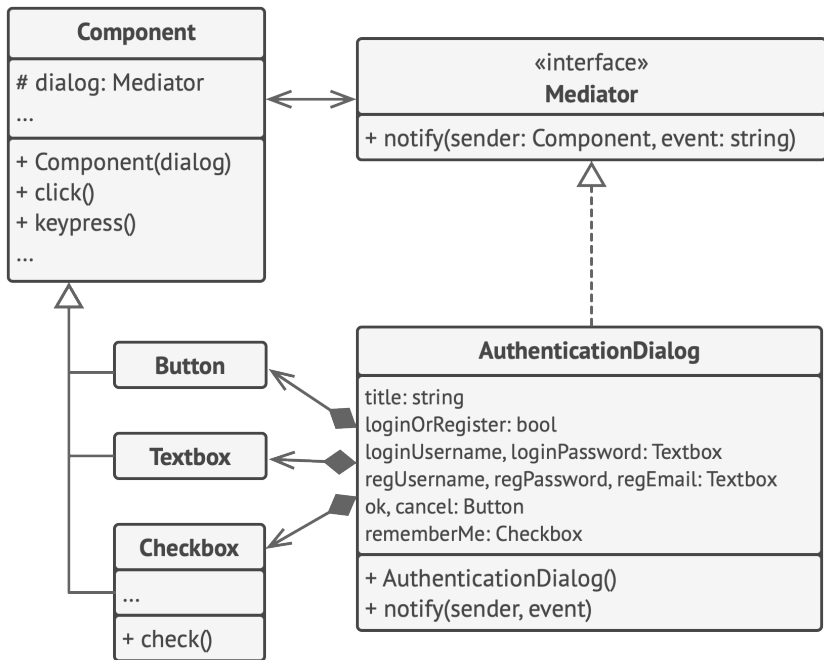 Component
# dialog: Mediator
...
+ Component(dialog)
+ click()
+ keypress()
...
«interface»
Mediator
+ notify(sender: Component, event: string)
Button
Textbox
Checkbox
...
+ check()
AuthenticationDialog
title: string
loginOrRegister: bool
loginUsername, loginPassword: Textbox
regUsername, regPassword, regEmail: Textbox
ok, cancel: Button
rememberMe: Checkbox
+ AuthenticationDialog()
+ notify(sender, event)